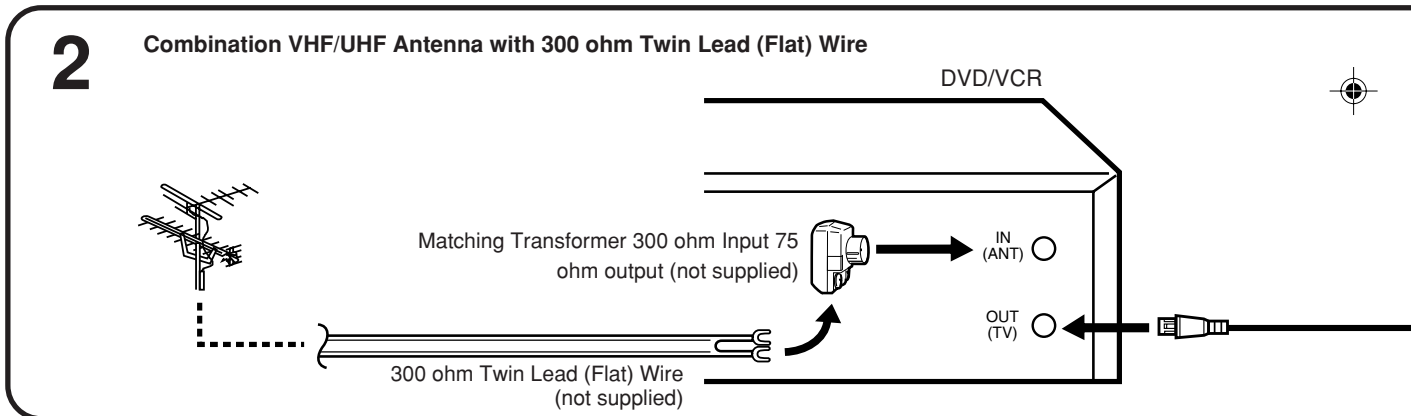 2
Combination VHF/UHF Antenna with 300 ohm Twin Lead (Flat) Wire
DVD/VCR
Matching Transformer 300 ohm Input 75
ohm output (not supplied)
IN
(ANT)
OUT
(TV)
300 ohm Twin Lead (Flat) Wire
(not supplied)